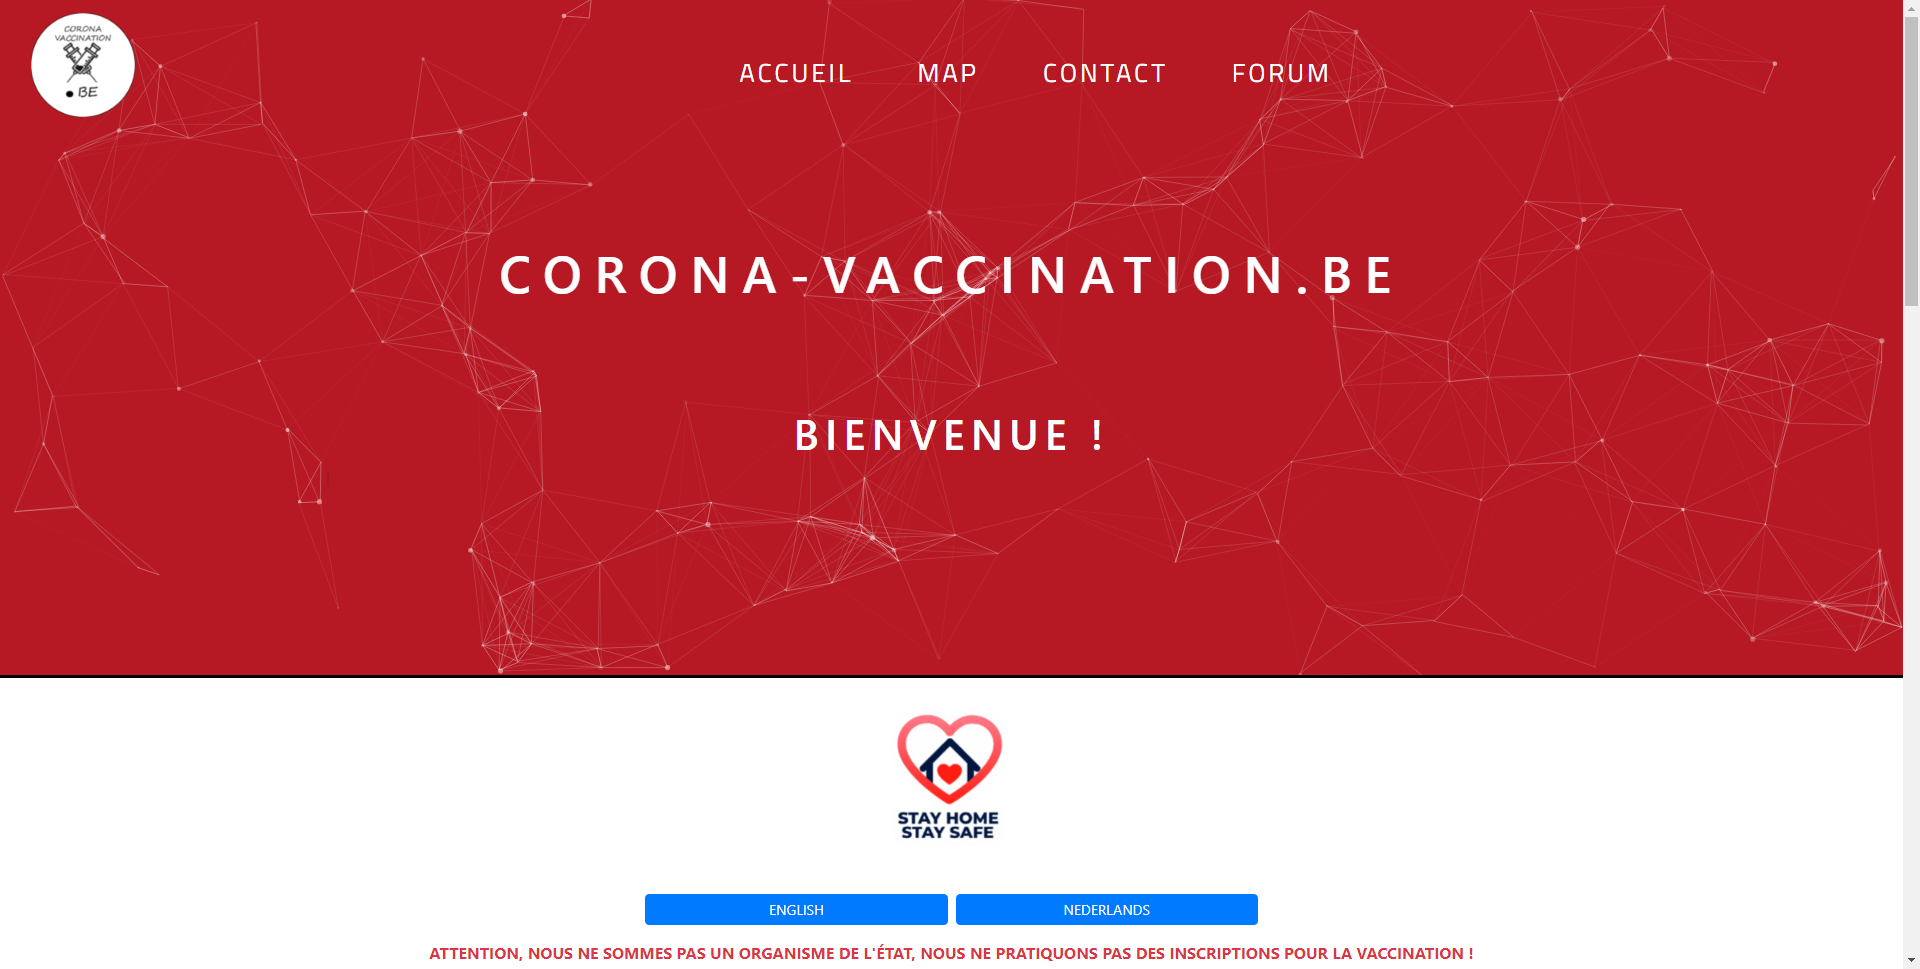 CORONA
VACCINATION
.BE
ACCUEIL MAP CONTACT FORUM
CORONA-VACCINATION.BE
BIENVENUE !
STAY HOME
STAY SAFE
ENGLISH NEDERLANDS
ATTENTION, NOUS NE SOMMES PAS UN ORGANISME DE L'ÉTAT, NOUS NE PRATIQUONS PAS DES INSCRIPTIONS POUR LA VACCINATION !